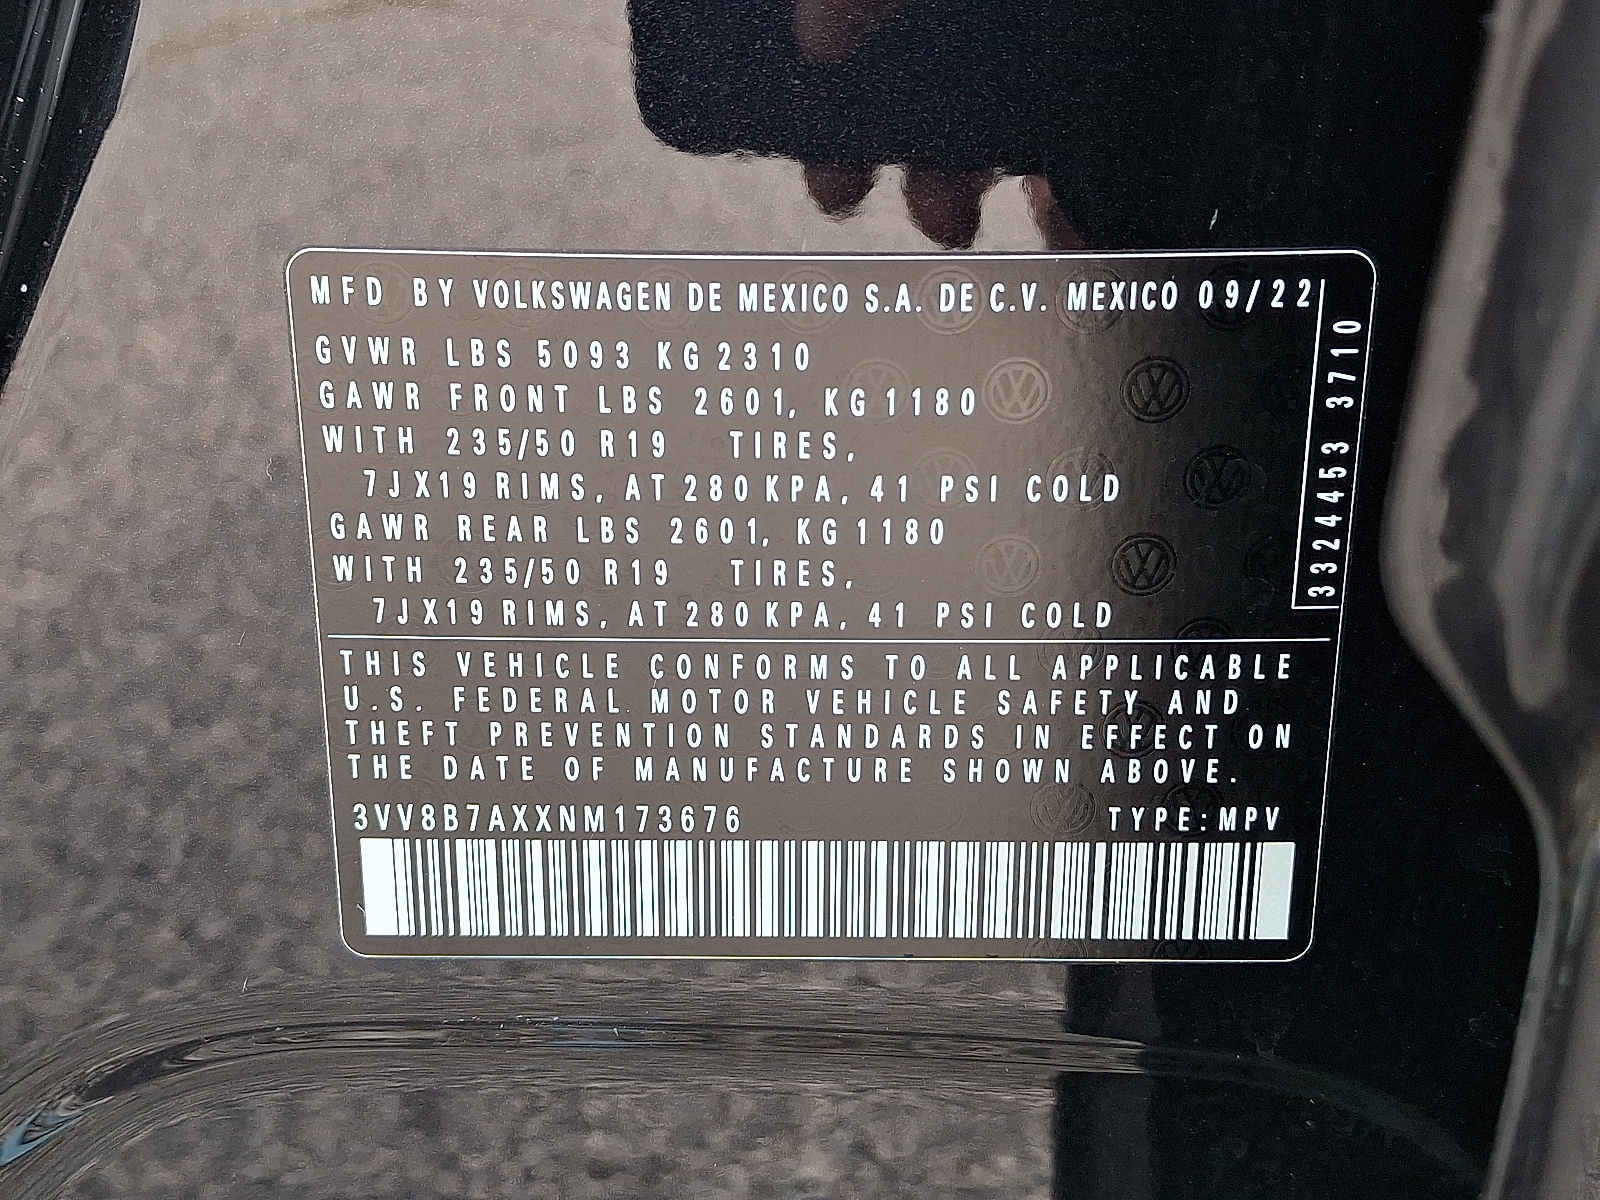 MFD BY VOLKSWAGEN DE MEXICO S.A. DE C.V. MEXICO 09/22
GVWR LBS 5093 KG 2310
GAWR FRONT LBS 2601, KG 1180
WITH 235/50 R19 TIRES,
7JX19 RIMS, AT 280 KPA, 41 PSI COLD
GAWR REAR LBS 2601, KG 1180
WITH 235/50 R19 TIRES,
7JX19 RIMS, AT 280 KPA, 41 PSI COLD
3324453 3710
THIS VEHICLE CONFORMS TO ALL APPLICABLE
U.S. FEDERAL MOTOR VEHICLE SAFETY AND
THEFT PREVENTION STANDARDS IN EFFECT ON
THE DATE OF MANUFACTURE SHOWN ABOVE.
3VV8B7AXXNM173676 TYPE:MPV